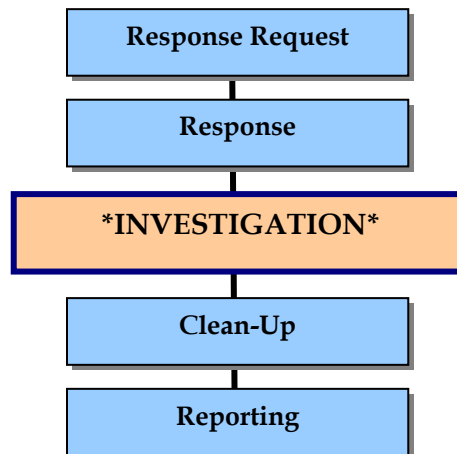 Response Request
Response
*INVESTIGATION*
Clean-Up
Reporting